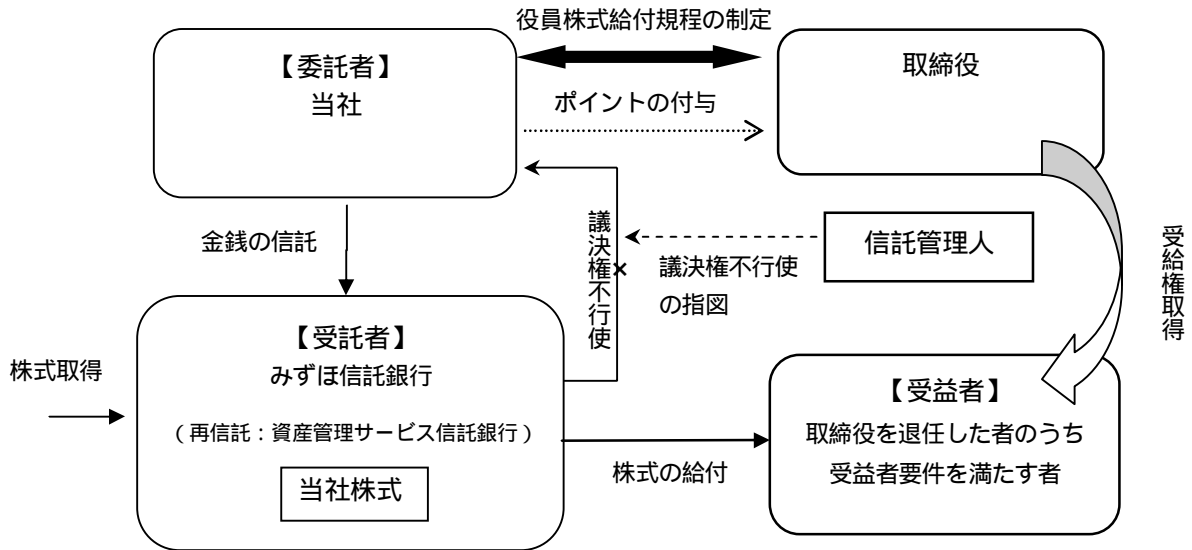 役員株式給付規程の制定
【委託者】
当社
取締役
ポイントの付与
金銭の信託
議決権不行使
×
議決権不行使
の指図
信託管理人
受給権取得
株式取得
【受託者】
みずほ信託銀行
（再信託：資産管理サービス信託銀行）
当社株式
株式の給付
【受益者】
取締役を退任した者のうち
受益者要件を満たす者